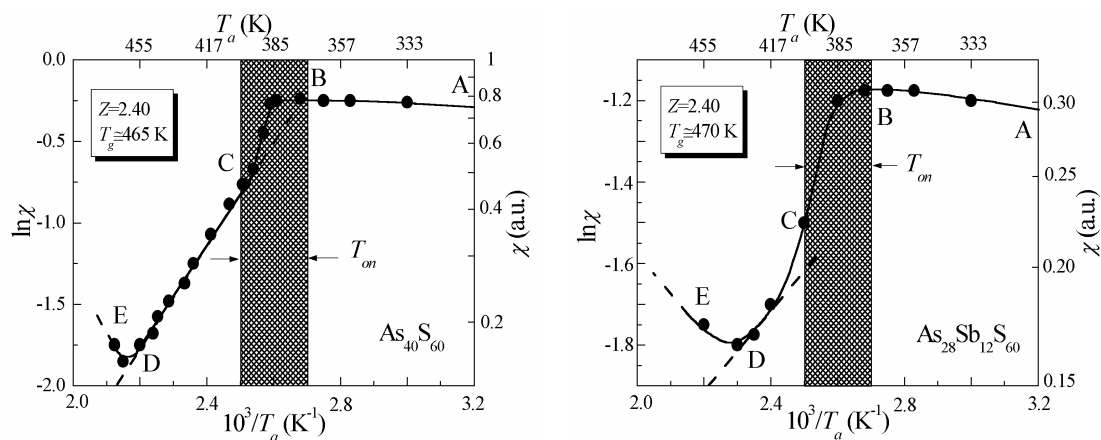 T_a (K)
455 417 385 357 333
0.0 1
A
B
Z=2.40
T_g≅465 K
0.8
-0.5 0.6
C
lnχ
-1.0 0.4
χ (a.u.)
T_on
-1.5
E 0.2
As40S60
D
-2.0
2.0 2.4 2.8 3.2
10^3/T_a (K^-1)
T_a (K)
455 417 385 357 333
-1.2 0.30
B
A
Z=2.40
T_g≅470 K
T_on
0.25
-1.4
C
lnχ
χ (a.u.)
-1.6 0.20
E
D
-1.8
As28Sb12S60
0.15
2.0 2.4 2.8 3.2
10^3/T_a (K^-1)